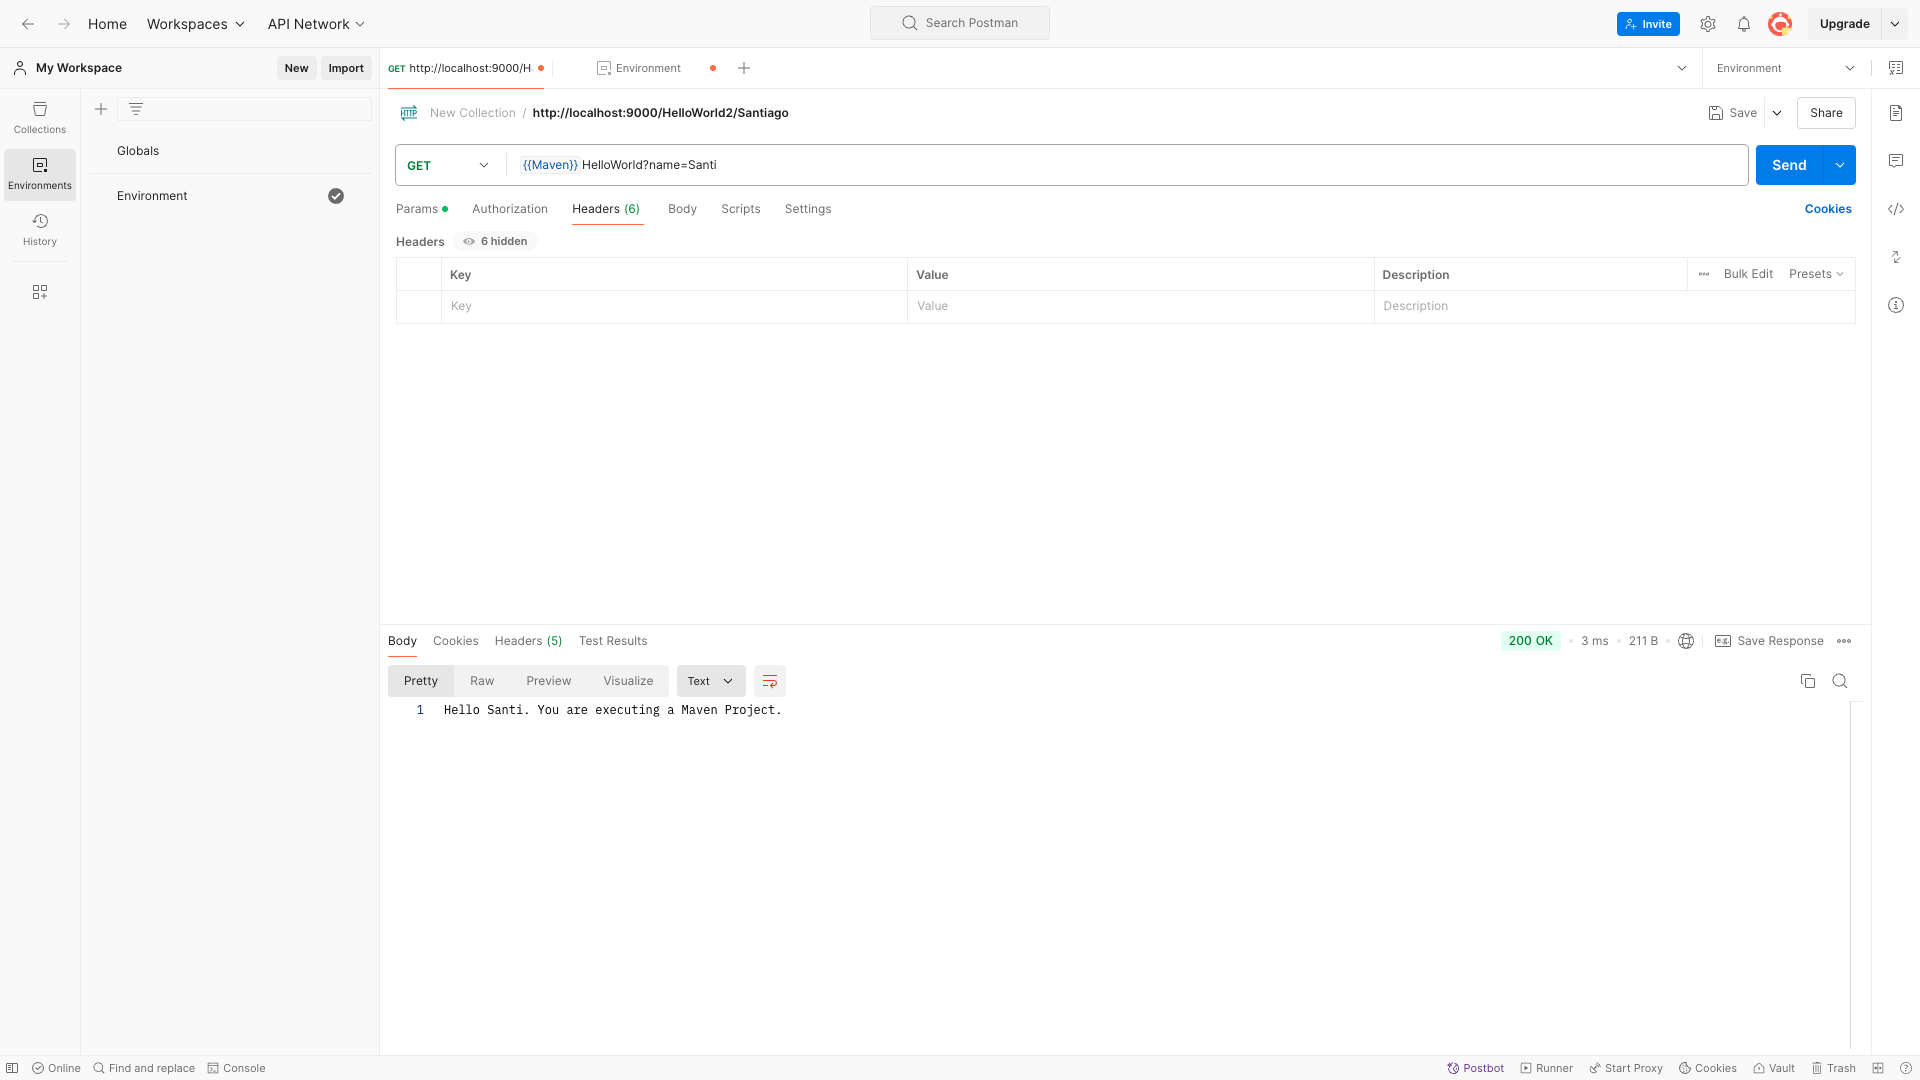 Home Workspaces API Network Search Postman Invite Upgrade
My Workspace New Import GET http://localhost:9000/H Environment Environment
Collections
Environments
History
Globals
Environment
HTTP New Collection / http://localhost:9000/HelloWorld2/Santiago Save Share
GET {{Maven}} HelloWorld?name=Santi Send
Params Authorization Headers (6) Body Scripts Settings Cookies
Headers 6 hidden
Key Value Description Bulk Edit Presets
Key Value Description
Body Cookies Headers (5) Test Results 200 OK 3 ms 211 B e.g. Save Response
Pretty Raw Preview Visualize Text
1 Hello Santi. You are executing a Maven Project.
Online Find and replace Console Postbot Runner Start Proxy Cookies Vault Trash